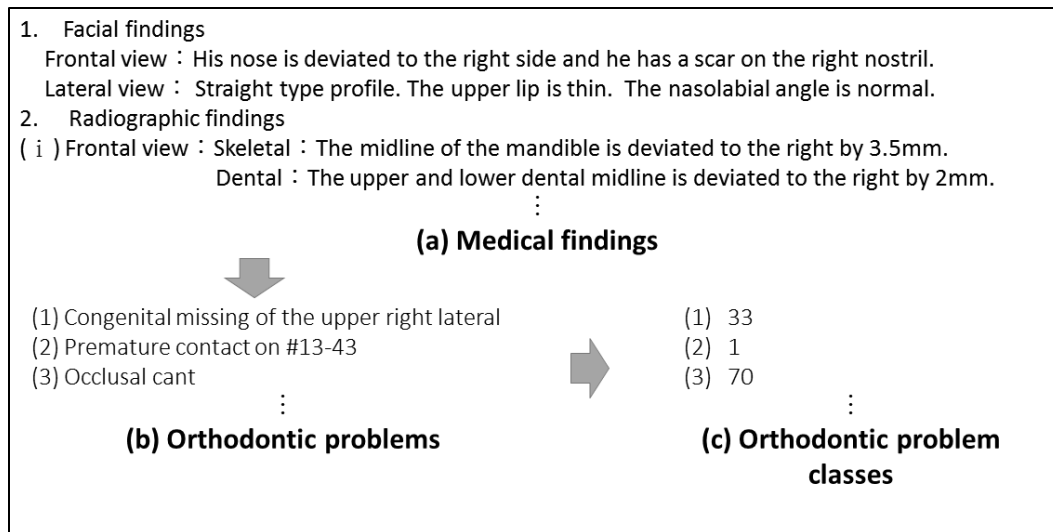 1. Facial findings
Frontal view：His nose is deviated to the right side and he has a scar on the right nostril.
Lateral view： Straight type profile. The upper lip is thin. The nasolabial angle is normal.
2. Radiographic findings
(ⅰ) Frontal view：Skeletal：The midline of the mandible is deviated to the right by 3.5mm.
Dental：The upper and lower dental midline is deviated to the right by 2mm.
⋮
(a) Medical findings
(1) Congenital missing of the upper right lateral
(2) Premature contact on #13-43
(3) Occlusal cant
⋮
(b) Orthodontic problems
(1) 33
(2) 1
(3) 70
⋮
(c) Orthodontic problem
classes